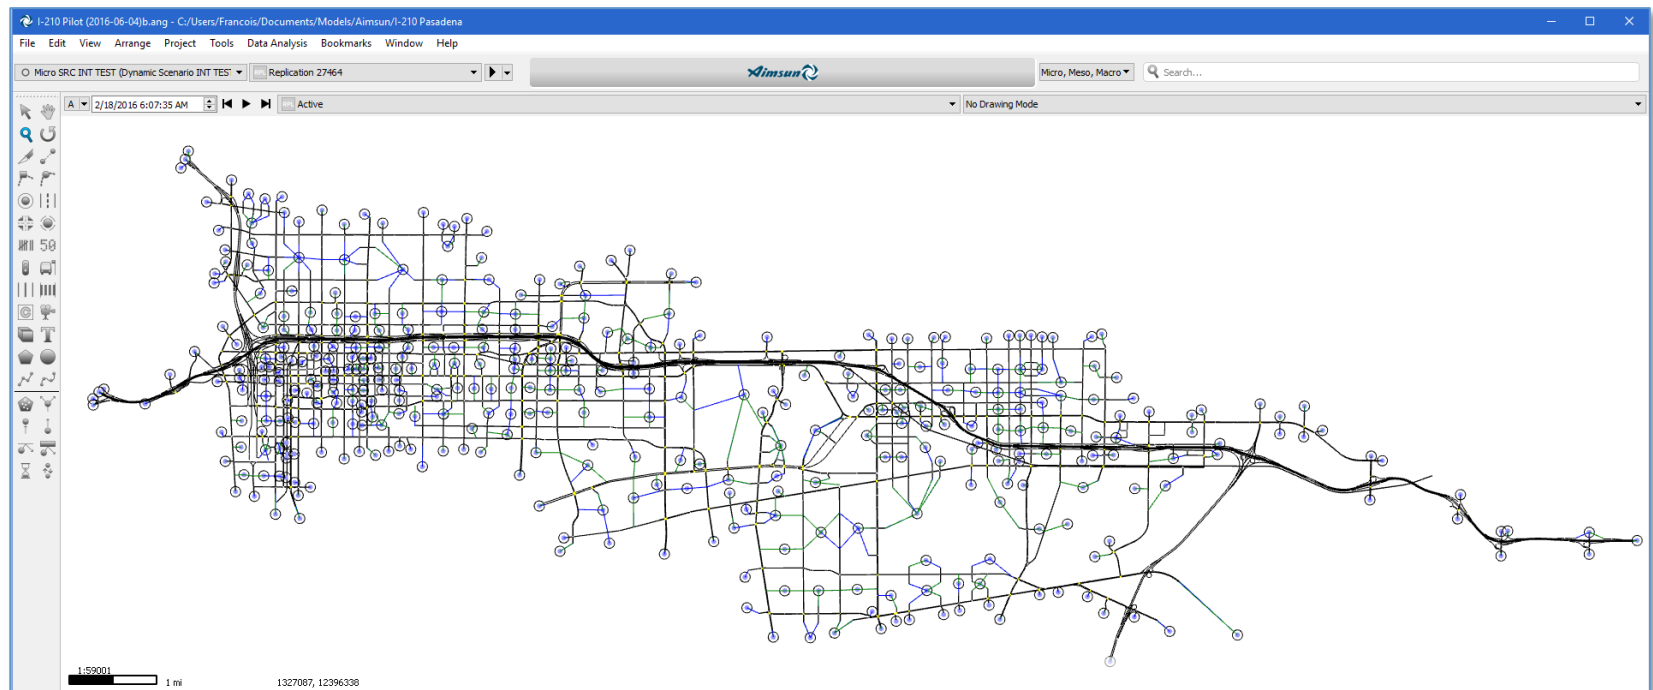 I-210 Pilot (2016-06-04)b.ang - C:/Users/Francois/Documents/Models/Aimsun/I-210 Pasadena
File Edit View Arrange Project Tools Data Analysis Bookmarks Window Help
Micro SRC INT TEST (Dynamic Scenario INT TES Replication 27464 Aimsun Micro, Meso, Macro Search...
A 2/18/2016 6:07:35 AM Active No Drawing Mode
50
T
1:59001
1 mi 1327087, 12396338